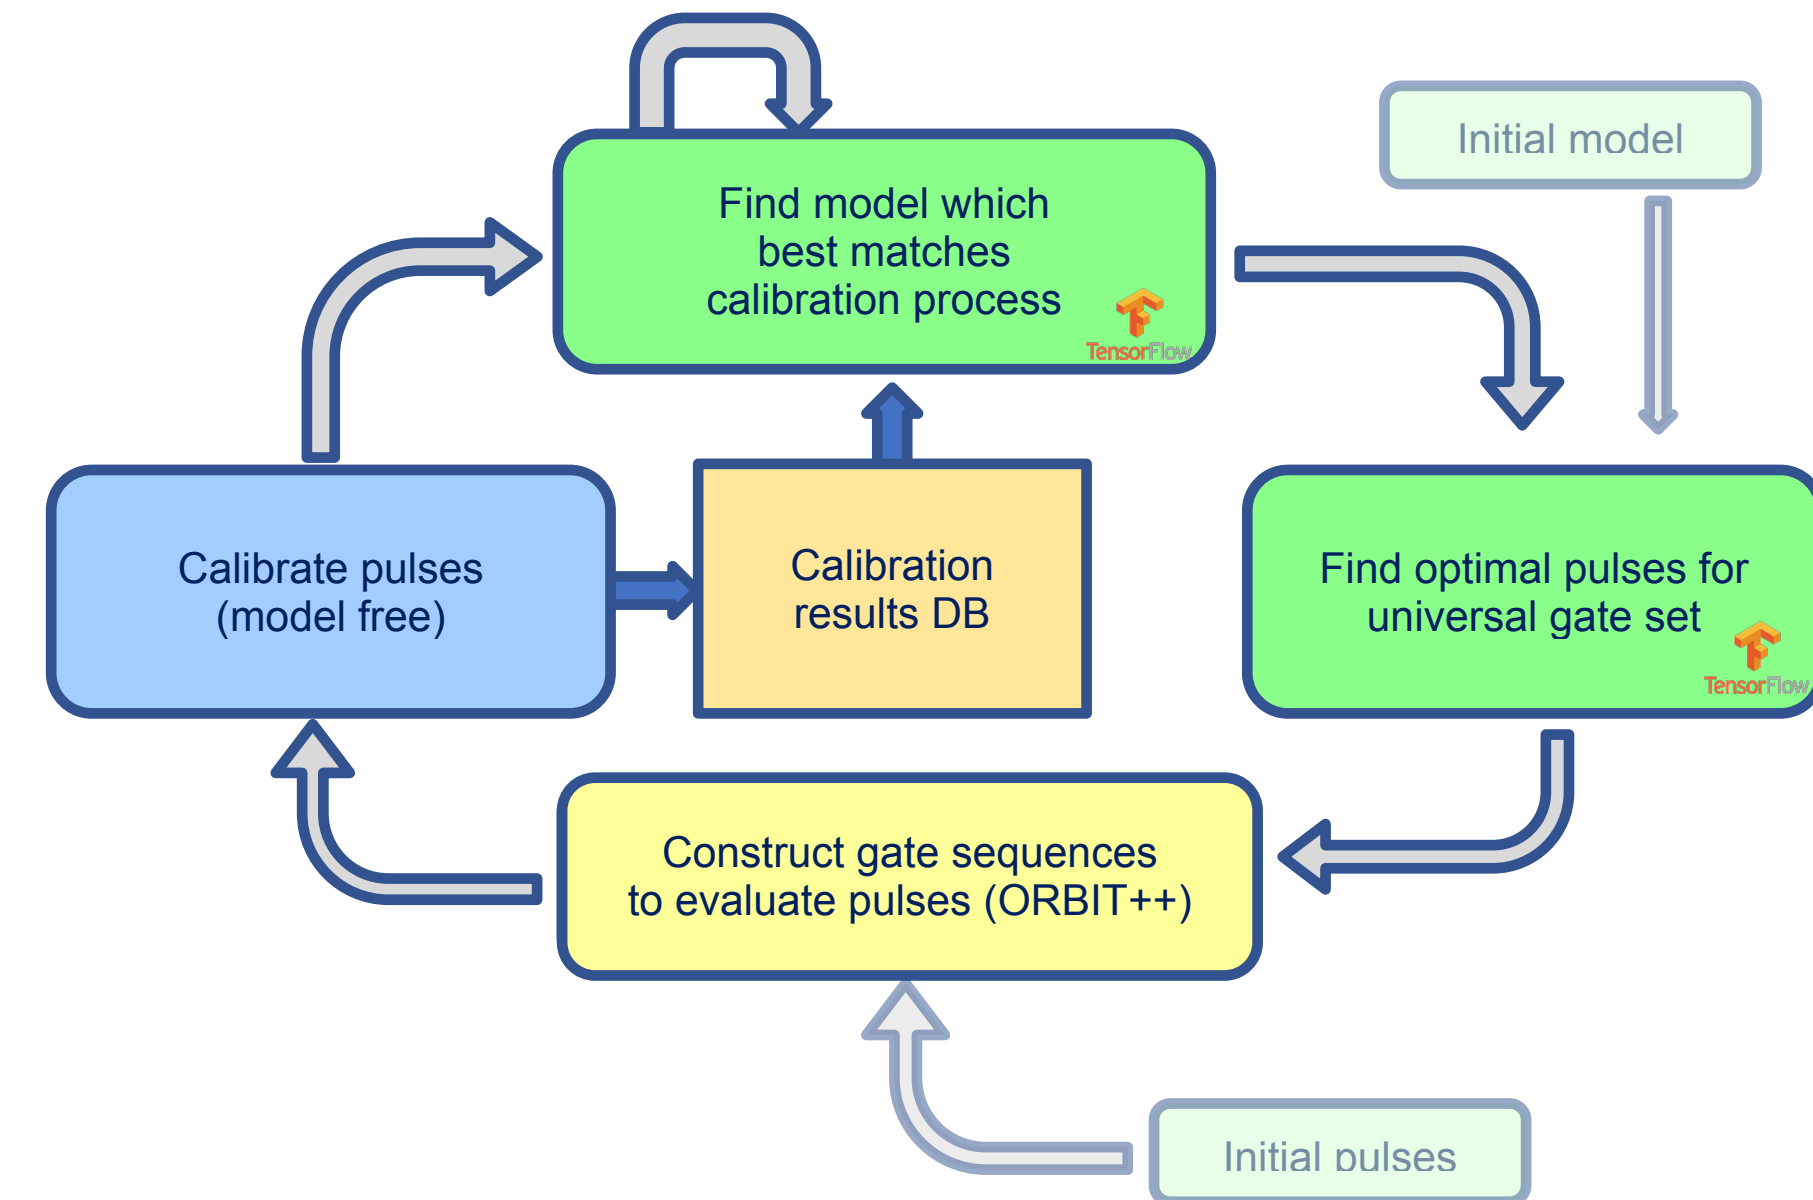 Initial model
Find model which
best matches
calibration process
TensorFlow
Calibrate pulses
(model free)
Calibration
results DB
Find optimal pulses for
universal gate set
TensorFlow
Construct gate sequences
to evaluate pulses (ORBIT++)
Initial pulses